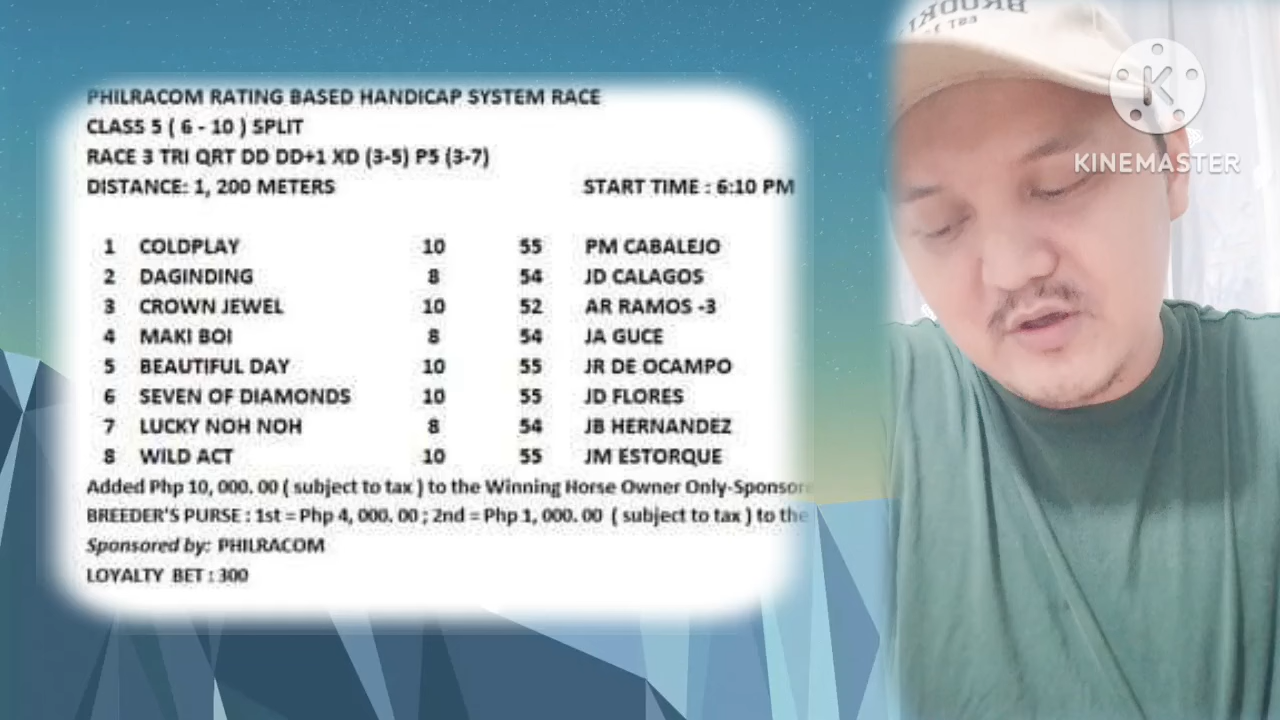 PHILRACOM RATING BASED HANDICAP SYSTEM RACE
CLASS 5 ( 6 - 10 ) SPLIT
RACE 3 TRI QRT DD DD+1 XD (3-5) P5 (3-7)
DISTANCE: 1, 200 METERS START TIME : 6:10 PM
1 COLDPLAY 10 55 PM CABALEJO
2 DAGINDING 8 54 JD CALAGOS
3 CROWN JEWEL 10 52 AR RAMOS -3
4 MAKI BOI 8 54 JA GUCE
5 BEAUTIFUL DAY 10 55 JR DE OCAMPO
6 SEVEN OF DIAMONDS 10 55 JD FLORES
7 LUCKY NOH NOH 8 54 JB HERNANDEZ
8 WILD ACT 10 55 JM ESTORQUE
Added Php 10, 000. 00 ( subject to tax ) to the Winning Horse Owner Only-Sponsore
BREEDER'S PURSE : 1st = Php 4, 000. 00 ; 2nd = Php 1, 000. 00 ( subject to tax ) to the
Sponsored by: PHILRACOM
LOYALTY BET : 300
K
KINEMASTER